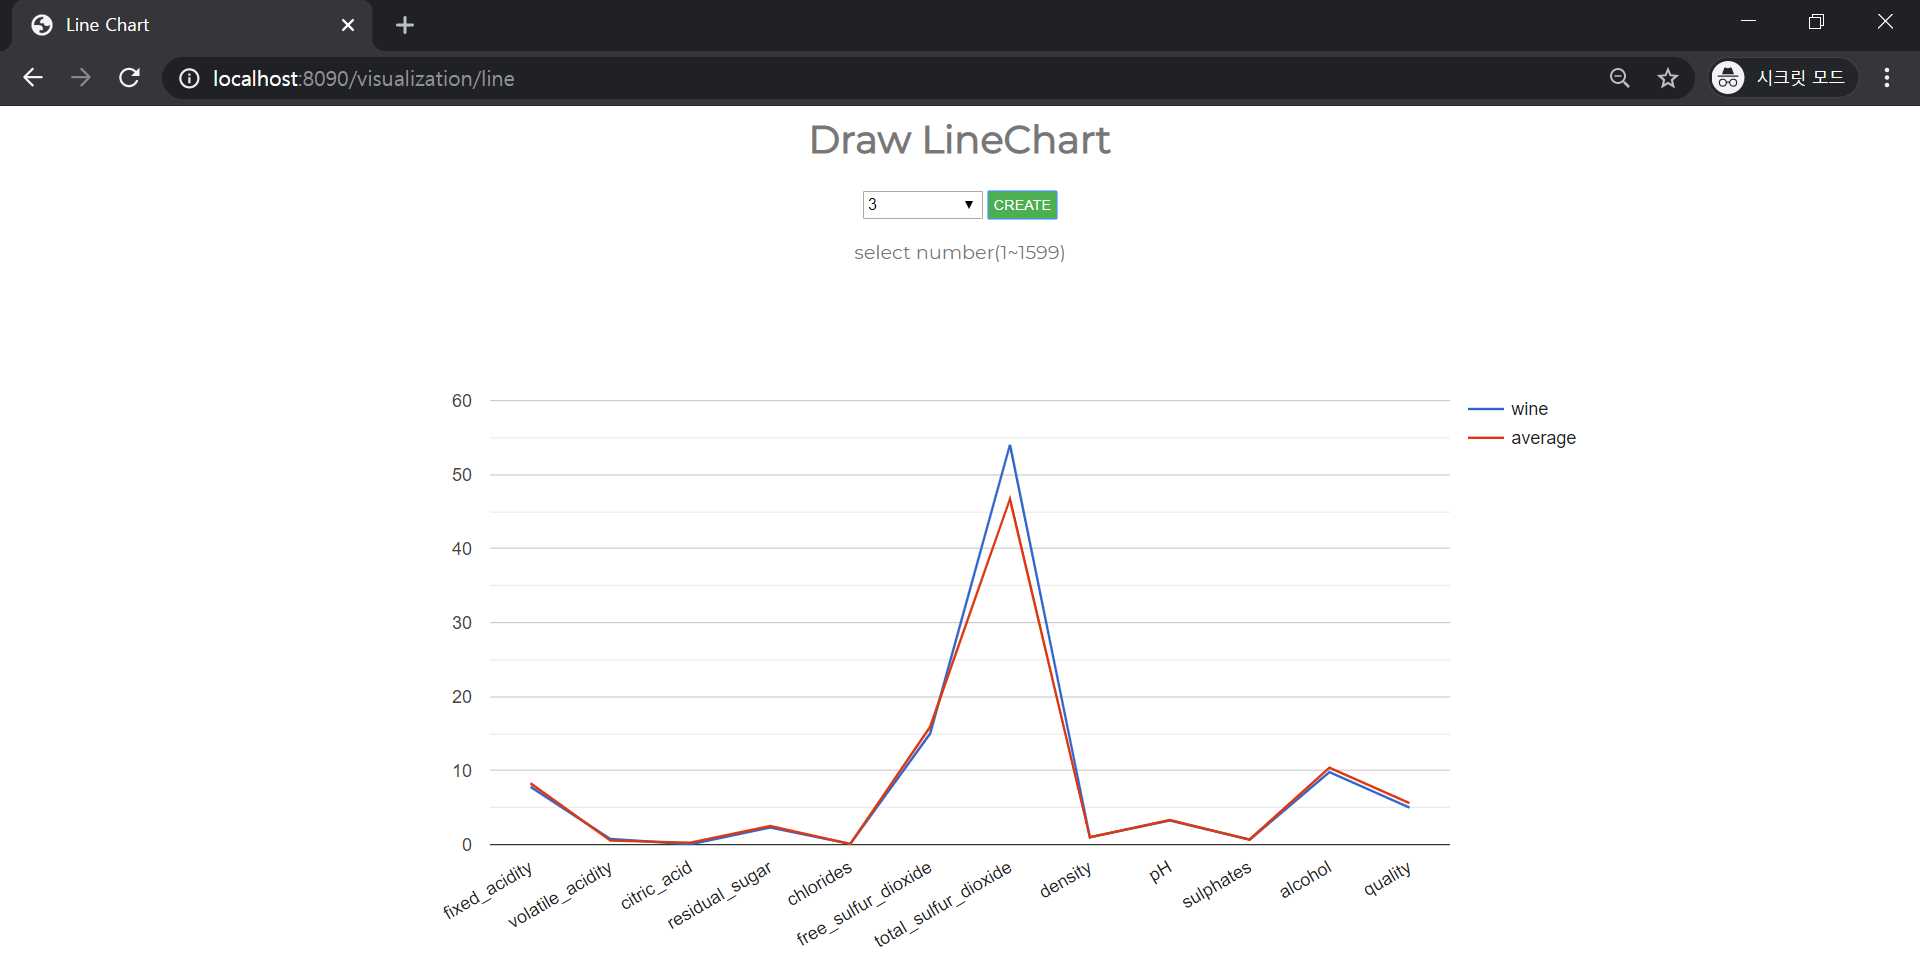 Line Chart
localhost:8090/visualization/line
시크릿 모드
Draw LineChart
3 CREATE
select number(1~1599)
60
50
40
30
20
10
0
wine
average
fixed_acidity
volatile_acidity
citric_acid
residual_sugar
chlorides
free_sulfur_dioxide
total_sulfur_dioxide
density
pH
sulphates
alcohol
quality